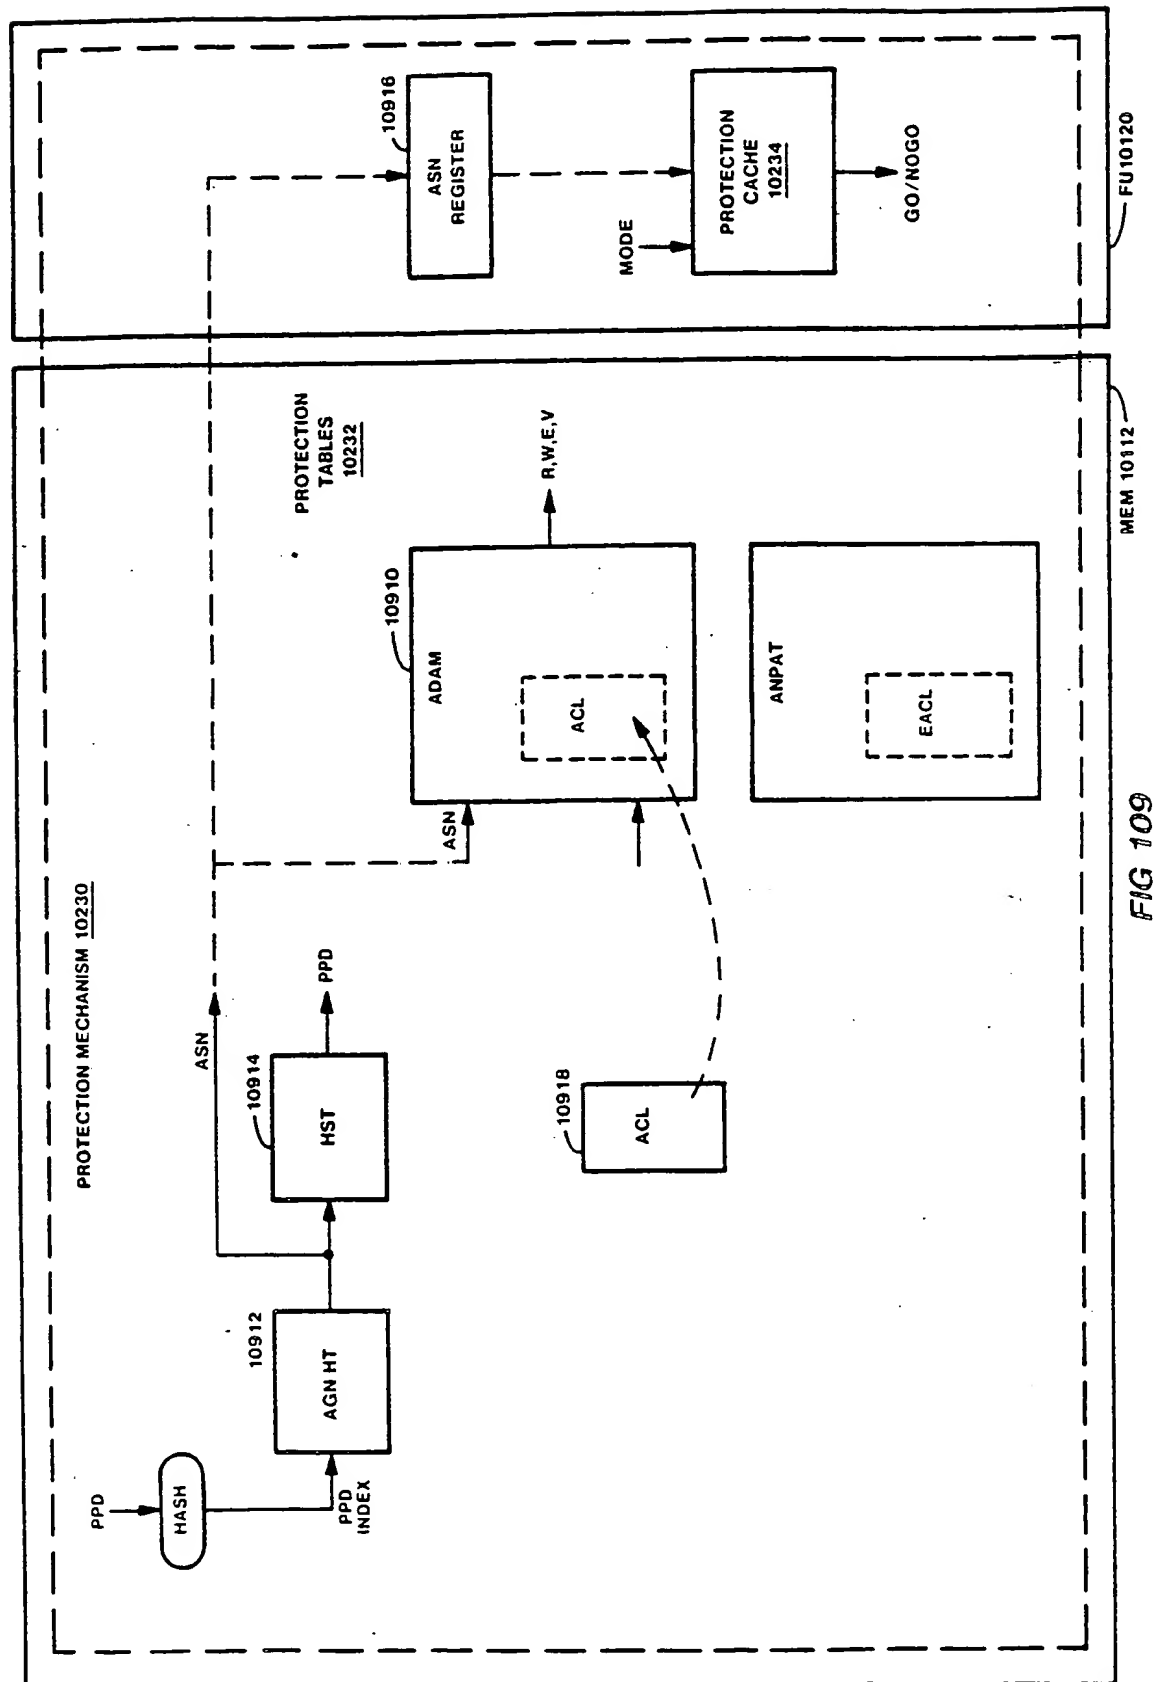 PROTECTION MECHANISM 10230
PPD
HASH
PPD
INDEX
10912
AGN HT
ASN
10914
HST
PPD
10918
ACL
ASN
10910
ADAM
ACL
R,W,E,V
PROTECTION
TABLES
10232
ANPAT
EACL
MEM 10112
10916
ASN
REGISTER
MODE
PROTECTION
CACHE
10234
GO/NOGO
FU10120
FIG 109